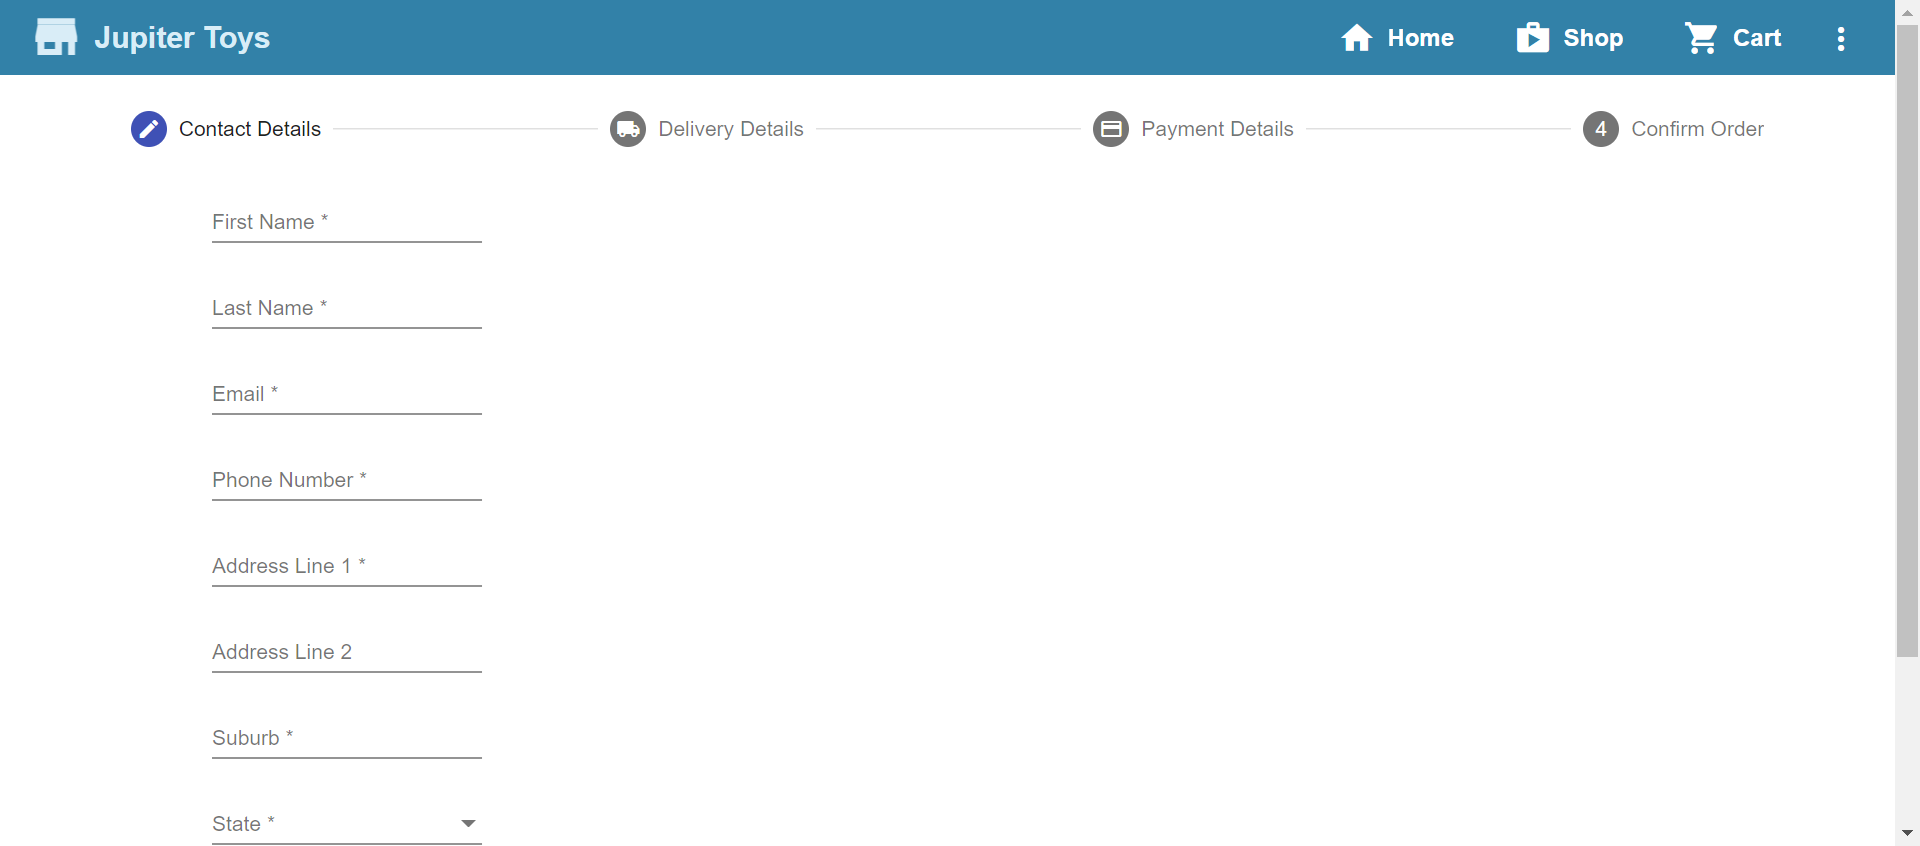 Jupiter Toys
Home
Shop
Cart
Contact Details
Delivery Details
Payment Details
4
Confirm Order
First Name *
Last Name *
Email *
Phone Number *
Address Line 1 *
Address Line 2
Suburb *
State *